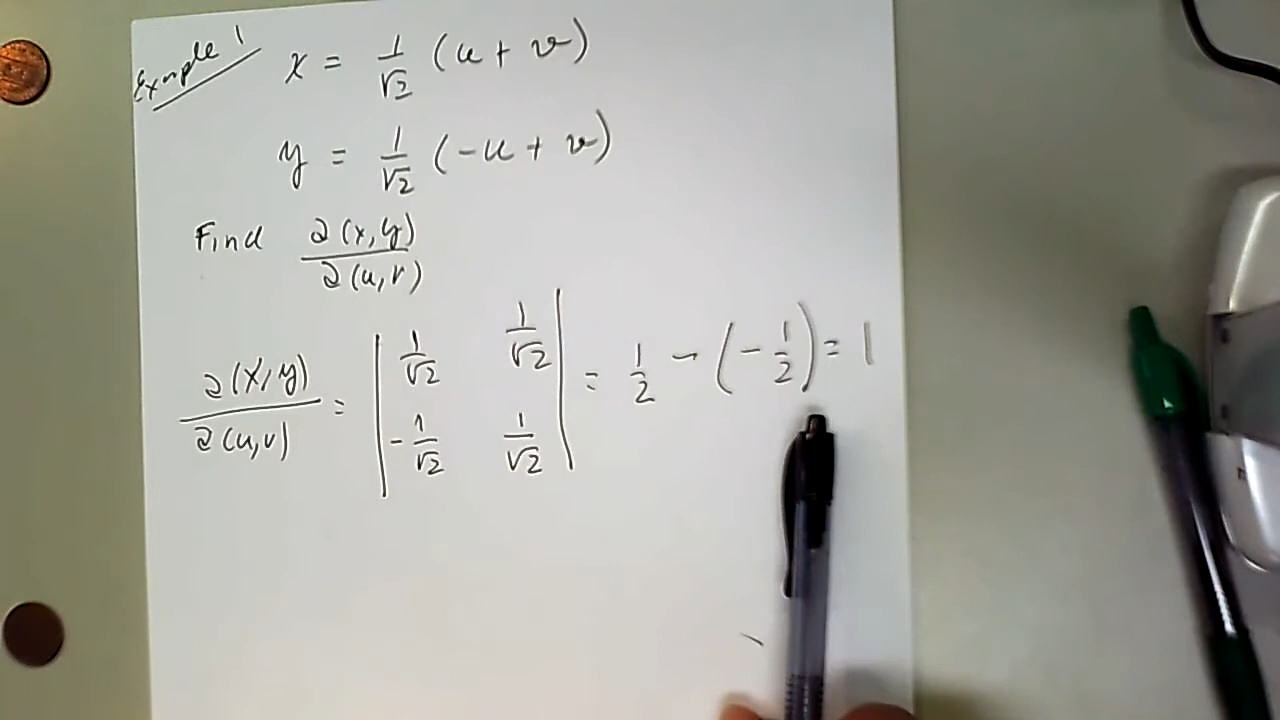 Example 1
x = 1/√2 (u + v)
y = 1/√2 (-u + v)
Find ∂(x,y)/∂(u,v)
∂(x,y)/∂(u,v) = | 1/√2 1/√2 ; -1/√2 1/√2 | = 1/2 - (-1/2) = 1